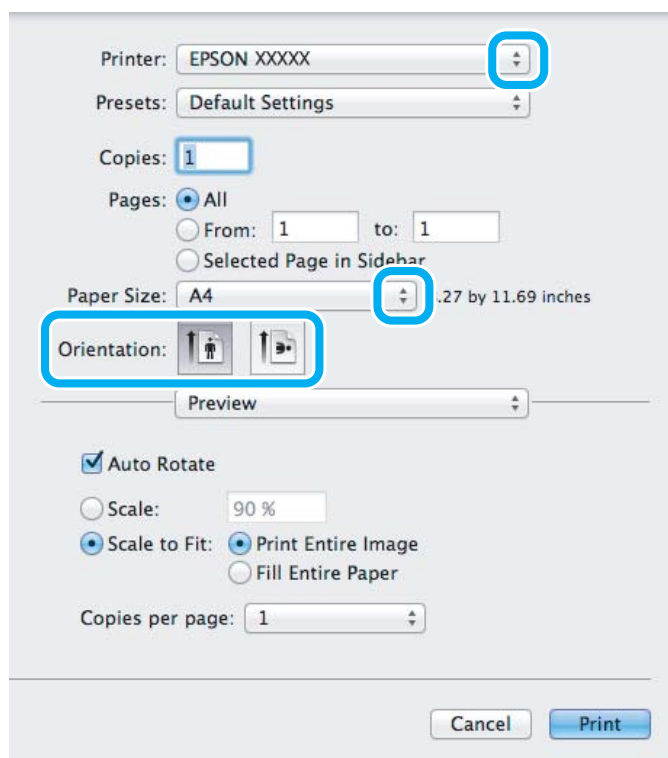 Printer: EPSON XXXXX
Presets: Default Settings
Copies: 1
Pages: All
From: 1 to: 1
Selected Page in Sidebar
Paper Size: A4 .27 by 11.69 inches
Orientation:
Preview
Auto Rotate
Scale: 90 %
Scale to Fit: Print Entire Image
Fill Entire Paper
Copies per page: 1
Cancel Print